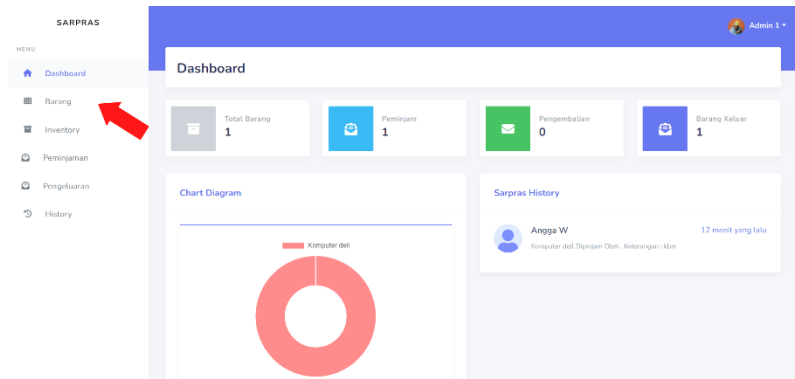 SARPRAS
Admin 1
MENU
Dashboard
Barang
Inventory
Peminjaman
Pengeluaran
History
Dashboard
Total Barang
1
Peminjam
1
Pengembalian
0
Barang Keluar
1
Chart Diagram
Komputer dell
Sarpras History
Angga W
12 menit yang lalu
Komputer dell; Dipinjam Oleh : Keterangan : kbm